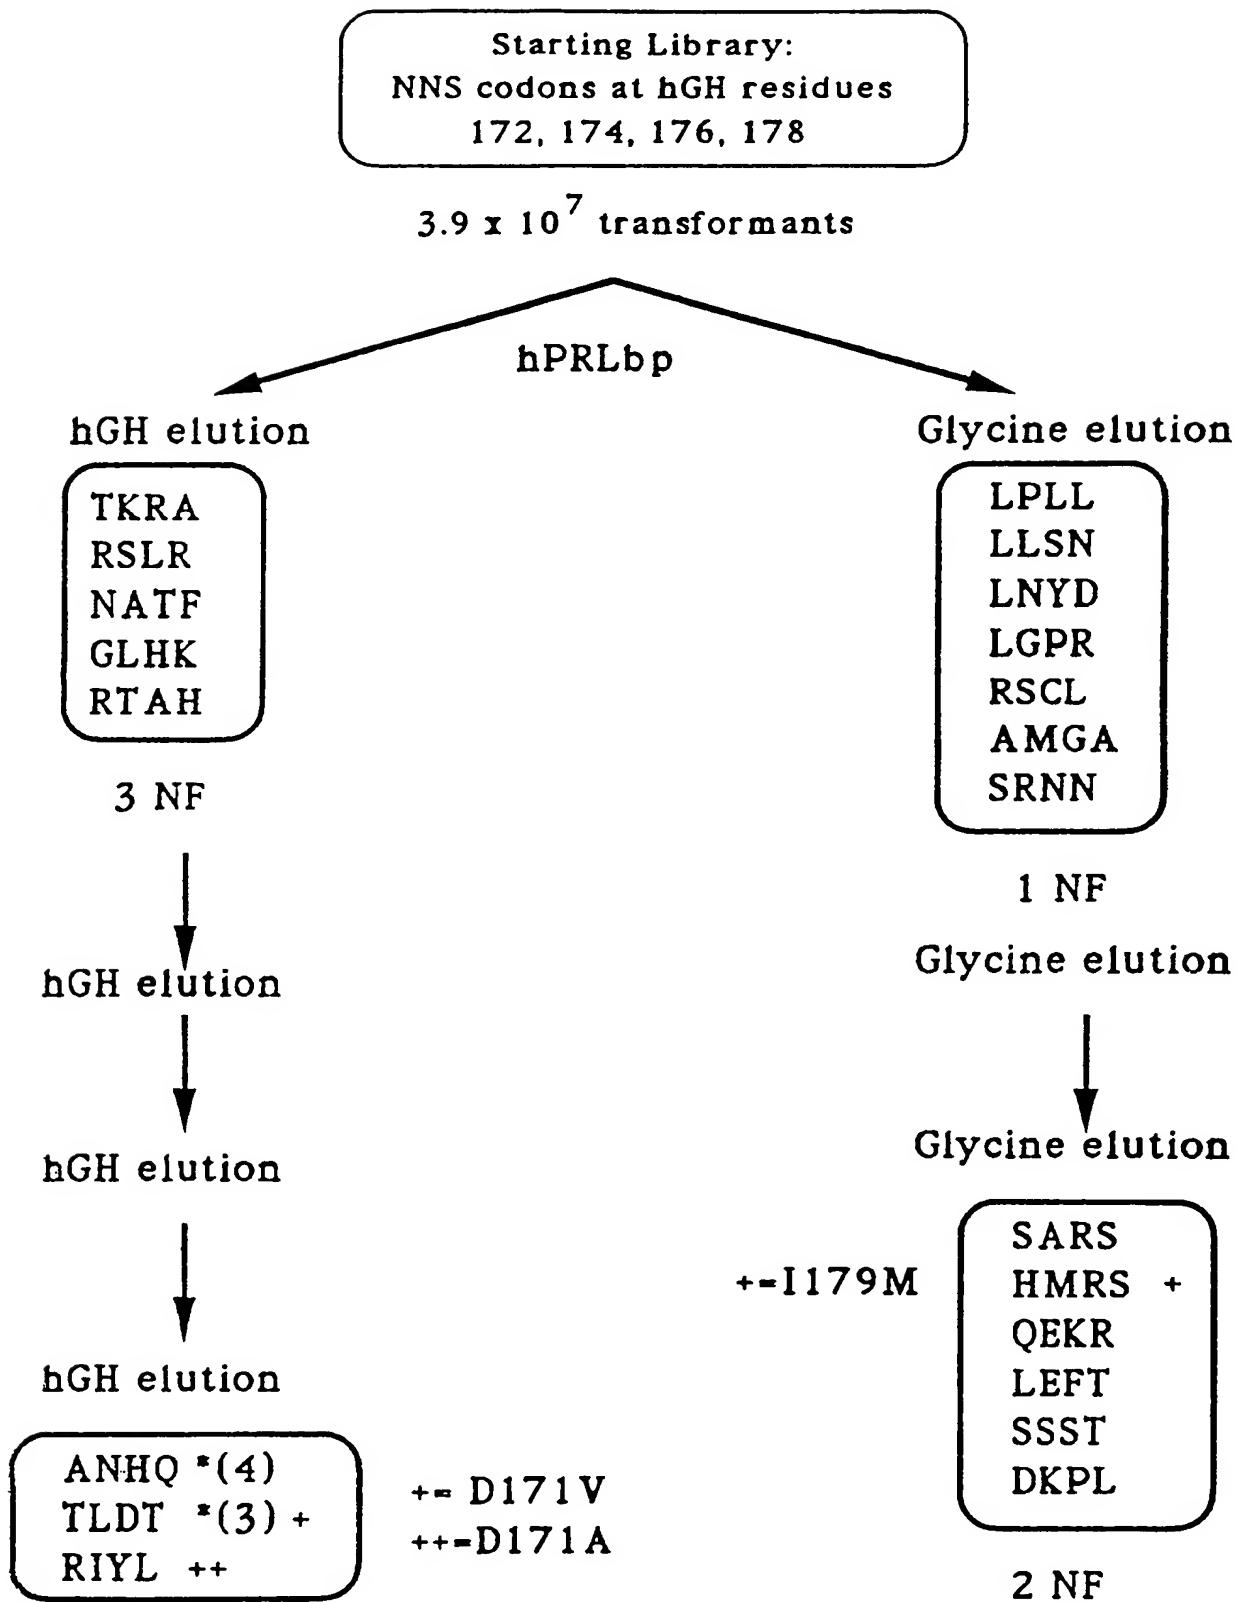 Starting Library:
NNS codons at hGH residues
172, 174, 176, 178
3.9 x 10^7 transformants
hPRLbp
hGH elution
TKRA
RSLR
NATF
GLHK
RTAH
3 NF
hGH elution
hGH elution
hGH elution
ANHQ *(4)
TLDT *(3) +
RIYL ++
+= D171V
++=D171A
Glycine elution
LPLL
LLSN
LNYD
LGPR
RSCL
AMGA
SRNN
1 NF
Glycine elution
Glycine elution
+=I179M
SARS
HMRS +
QEKR
LEFT
SSST
DKPL
2 NF